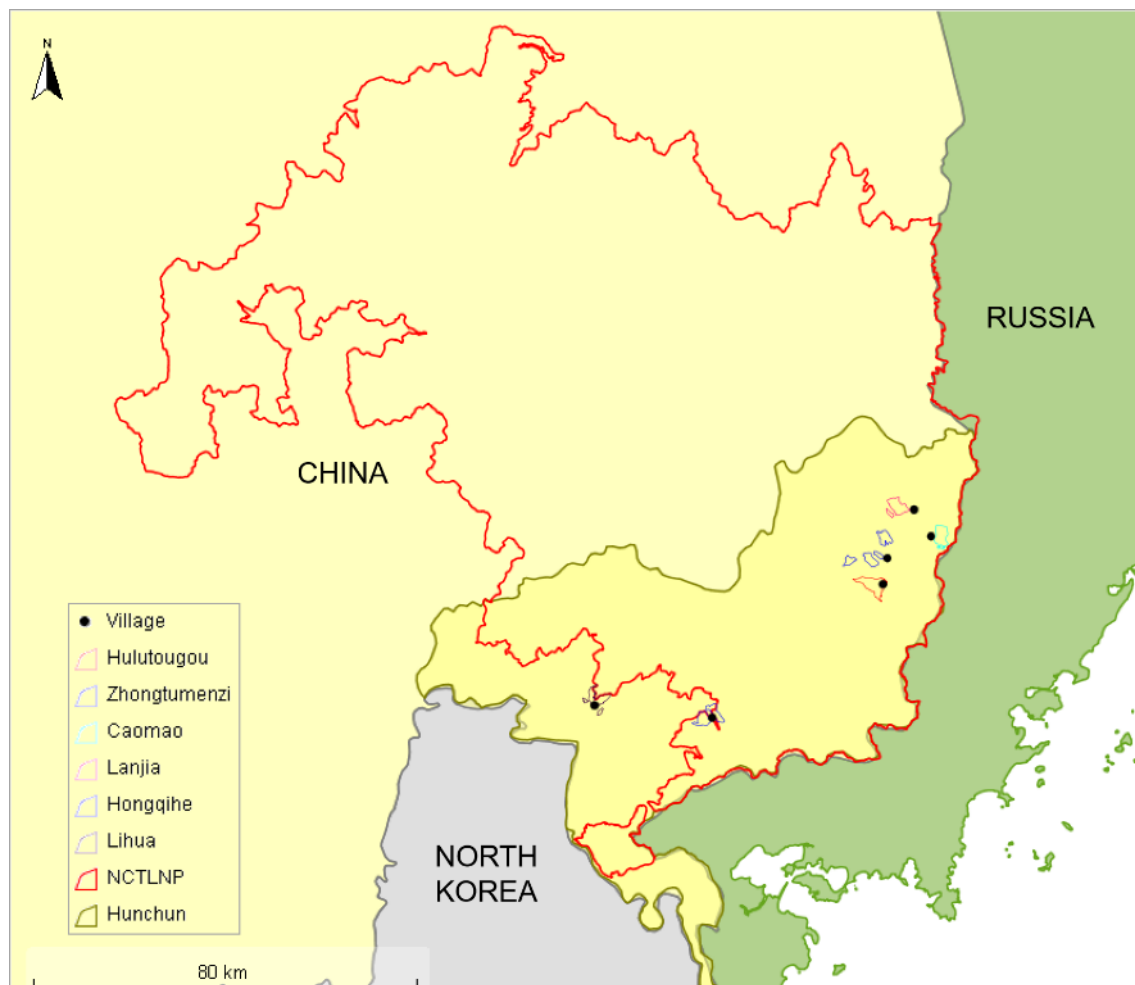 N
RUSSIA
CHINA
Village
Hulutougou
Zhongtumenzi
Caomao
Lanjia
Hongqihe
Lihua
NCTLNP
Hunchun
NORTH
KOREA
80 km